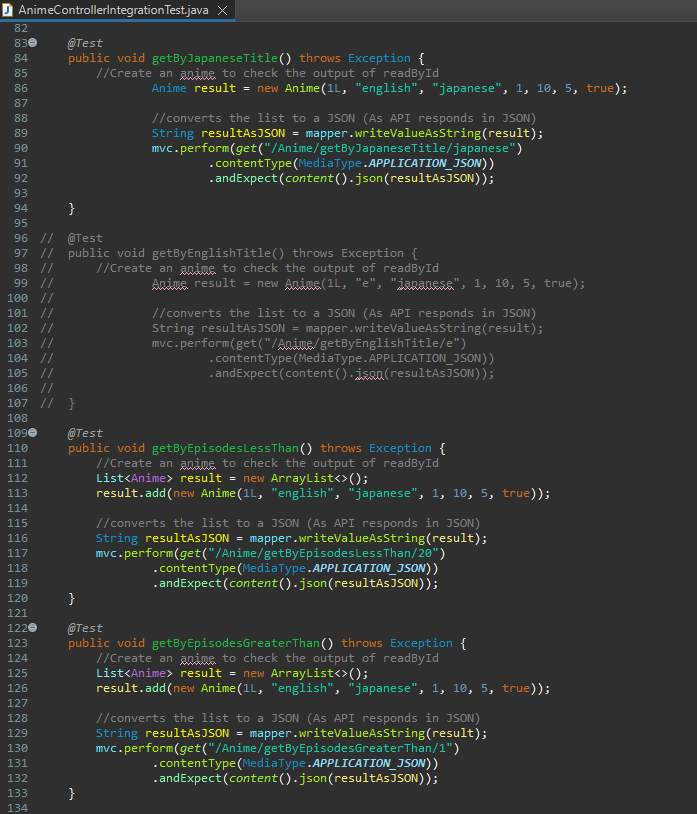 AnimeControllerIntegrationTest.java
82
83 @Test
84 public void getByJapaneseTitle() throws Exception {
85 //Create an anime to check the output of readById
86 Anime result = new Anime(1L, "english", "japanese", 1, 10, 5, true);
87
88 //converts the list to a JSON (As API responds in JSON)
89 String resultAsJSON = mapper.writeValueAsString(result);
90 mvc.perform(get("/Anime/getByJapaneseTitle/japanese")
91 .contentType(MediaType.APPLICATION_JSON))
92 .andExpect(content().json(resultAsJSON));
93
94 }
95
96 // @Test
97 // public void getByEnglishTitle() throws Exception {
98 // //Create an anime to check the output of readById
99 // Anime result = new Anime(1L, "e", "japanese", 1, 10, 5, true);
100 //
101 // //converts the list to a JSON (As API responds in JSON)
102 // String resultAsJSON = mapper.writeValueAsString(result);
103 // mvc.perform(get("/Anime/getByEnglishTitle/e")
104 // .contentType(MediaType.APPLICATION_JSON))
105 // .andExpect(content().json(resultAsJSON));
106 //
107 // }
108
109 @Test
110 public void getByEpisodesLessThan() throws Exception {
111 //Create an anime to check the output of readById
112 List<Anime> result = new ArrayList<>();
113 result.add(new Anime(1L, "english", "japanese", 1, 10, 5, true));
114
115 //converts the list to a JSON (As API responds in JSON)
116 String resultAsJSON = mapper.writeValueAsString(result);
117 mvc.perform(get("/Anime/getByEpisodesLessThan/20")
118 .contentType(MediaType.APPLICATION_JSON))
119 .andExpect(content().json(resultAsJSON));
120 }
121
122 @Test
123 public void getByEpisodesGreaterThan() throws Exception {
124 //Create an anime to check the output of readById
125 List<Anime> result = new ArrayList<>();
126 result.add(new Anime(1L, "english", "japanese", 1, 10, 5, true));
127
128 //converts the list to a JSON (As API responds in JSON)
129 String resultAsJSON = mapper.writeValueAsString(result);
130 mvc.perform(get("/Anime/getByEpisodesGreaterThan/1")
131 .contentType(MediaType.APPLICATION_JSON))
132 .andExpect(content().json(resultAsJSON));
133 }
134